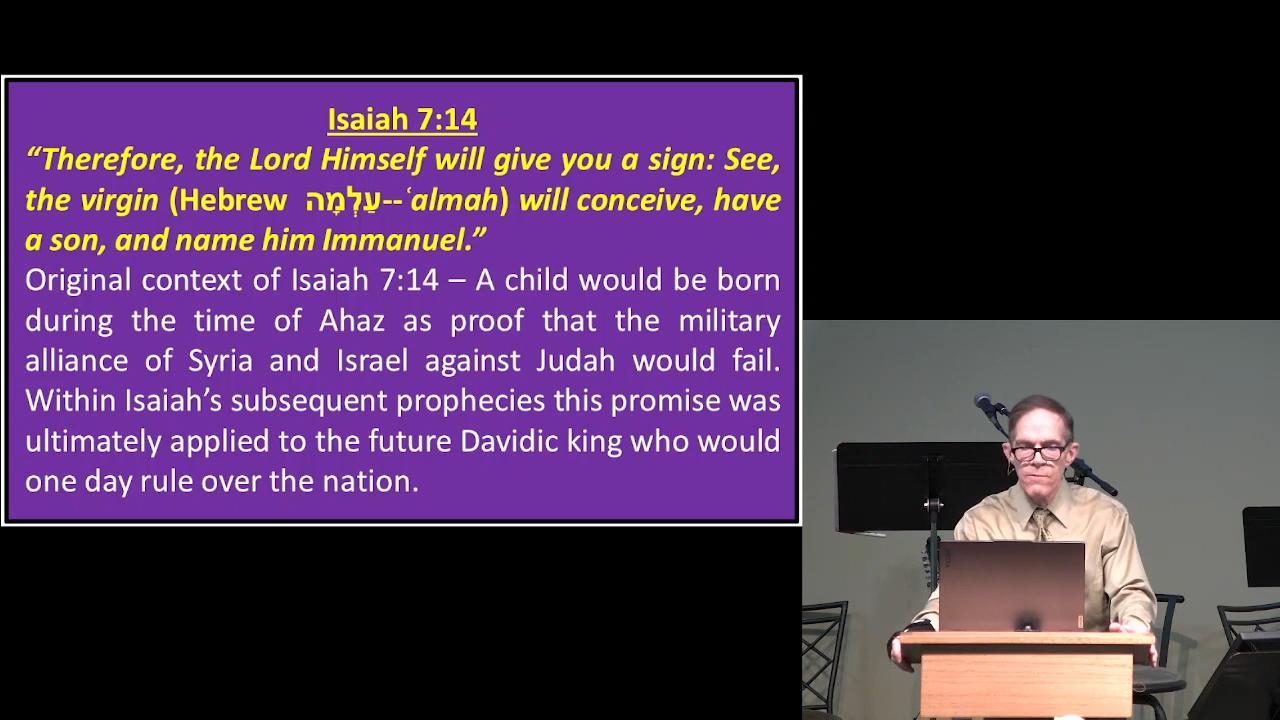 Isaiah 7:14
“Therefore, the Lord Himself will give you a sign: See,
the virgin (Hebrew עַלְמָה--ʿalmah) will conceive, have
a son, and name him Immanuel.”
Original context of Isaiah 7:14 – A child would be born
during the time of Ahaz as proof that the military
alliance of Syria and Israel against Judah would fail.
Within Isaiah’s subsequent prophecies this promise was
ultimately applied to the future Davidic king who would
one day rule over the nation.